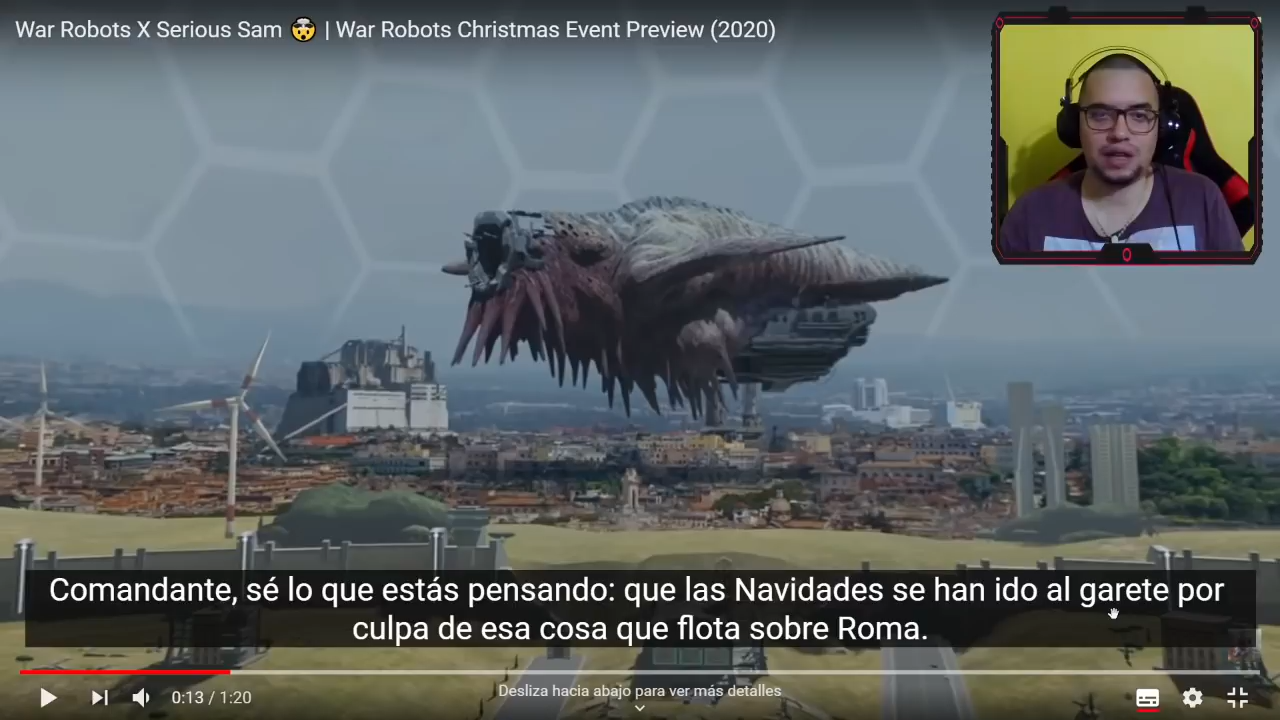 War Robots X Serious Sam 🤯 | War Robots Christmas Event Preview (2020)
Comandante, sé lo que estás pensando: que las Navidades se han ido al garete por
culpa de esa cosa que flota sobre Roma.
0:13 / 1:20
Desliza hacia abajo para ver más detalles